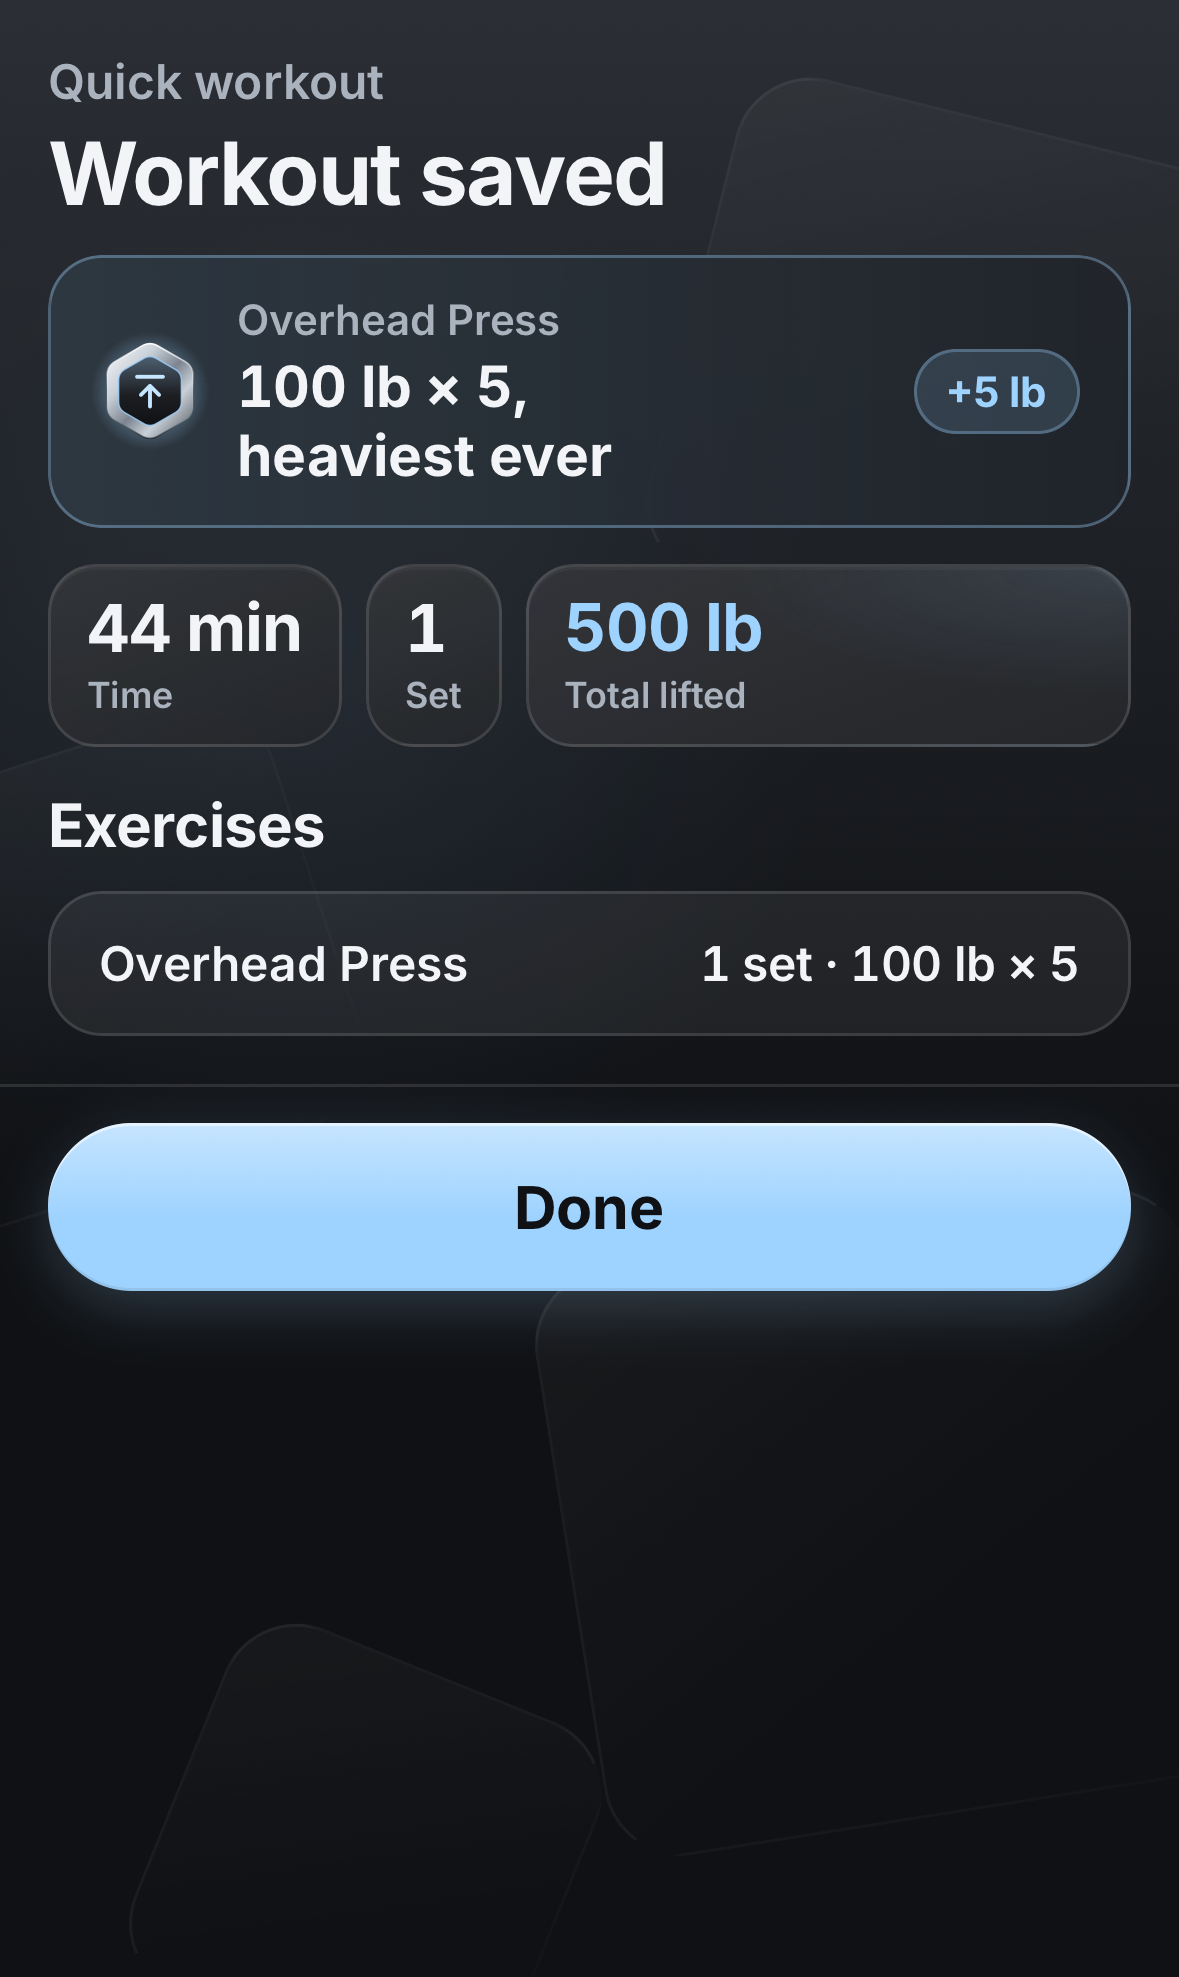 Quick workout
Workout saved
Overhead Press
100 lb × 5,
heaviest ever
+5 lb
44 min
Time
1
Set
500 lb
Total lifted
Exercises
Overhead Press
1 set · 100 lb × 5
Done